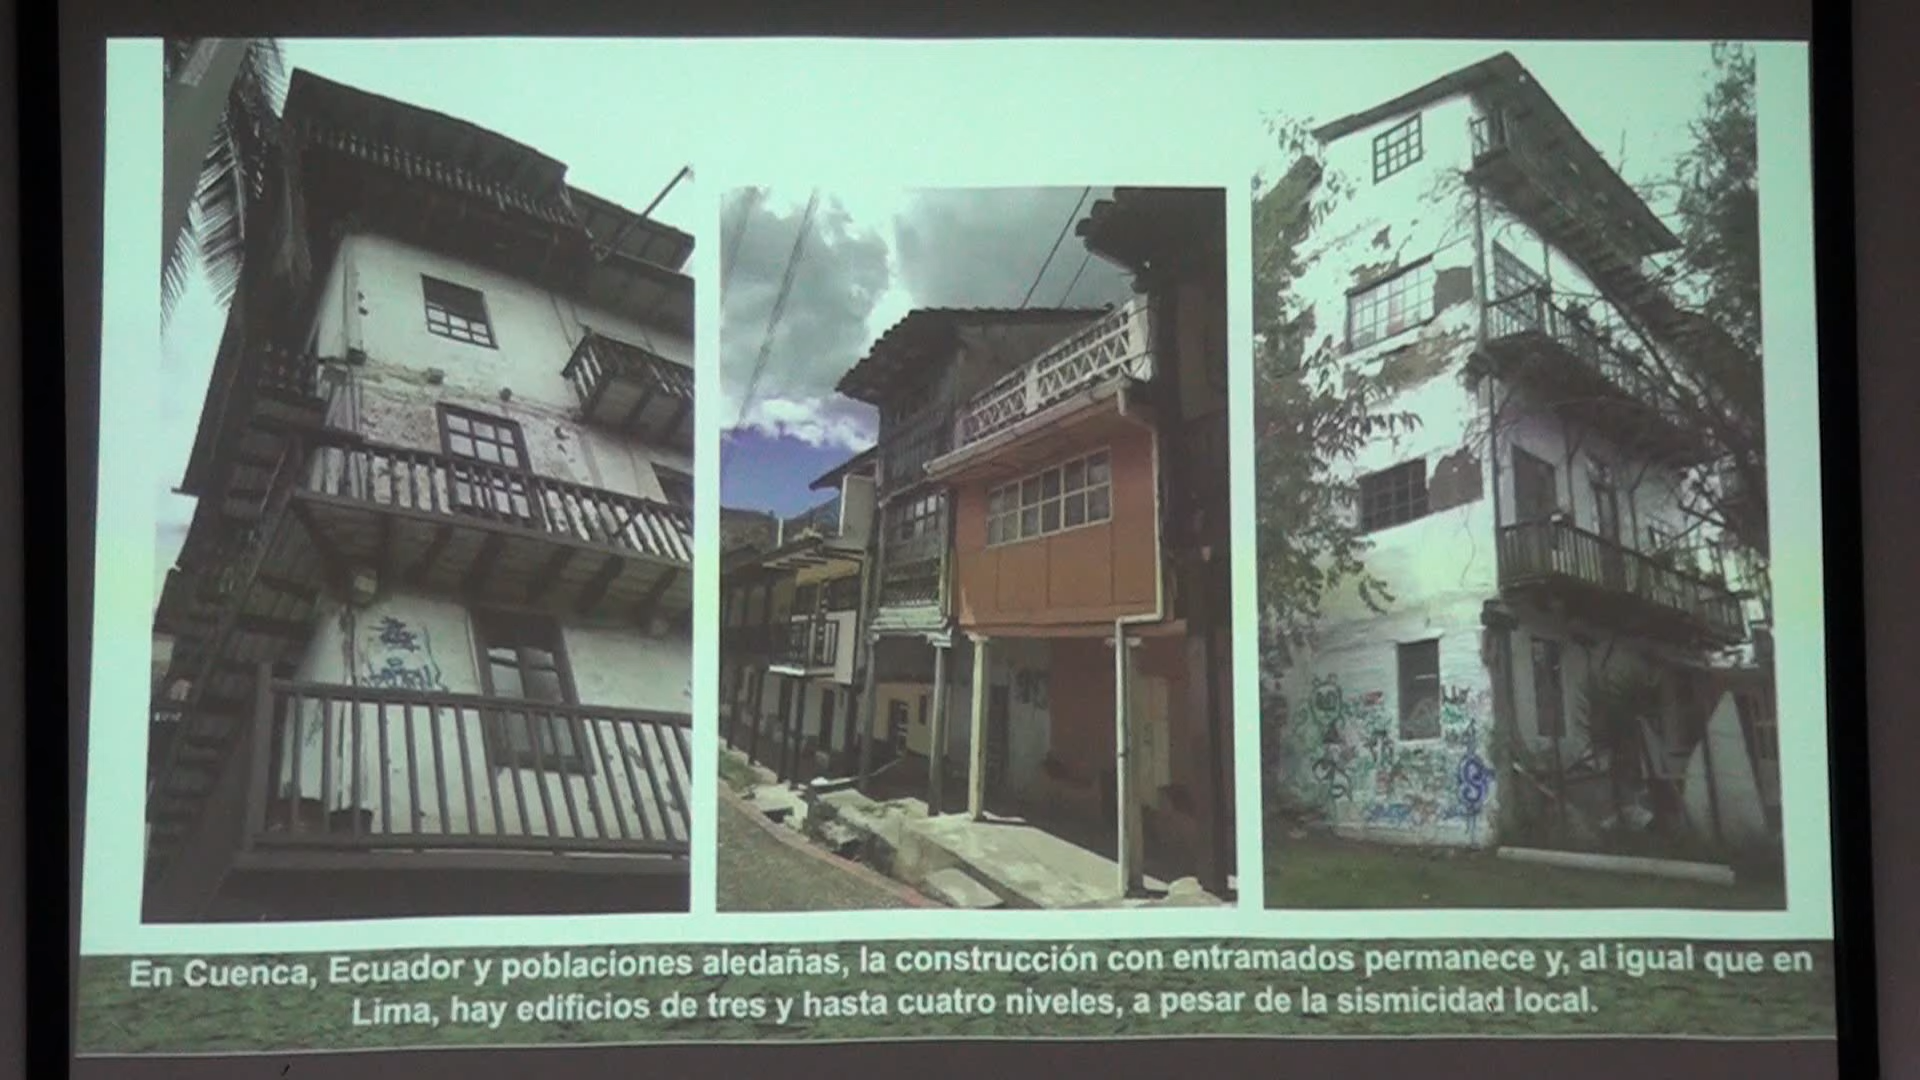 En Cuenca, Ecuador y poblaciones aledañas, la construcción con entramados permanece y, al igual que en
Lima, hay edificios de tres y hasta cuatro niveles, a pesar de la sismicidad local.